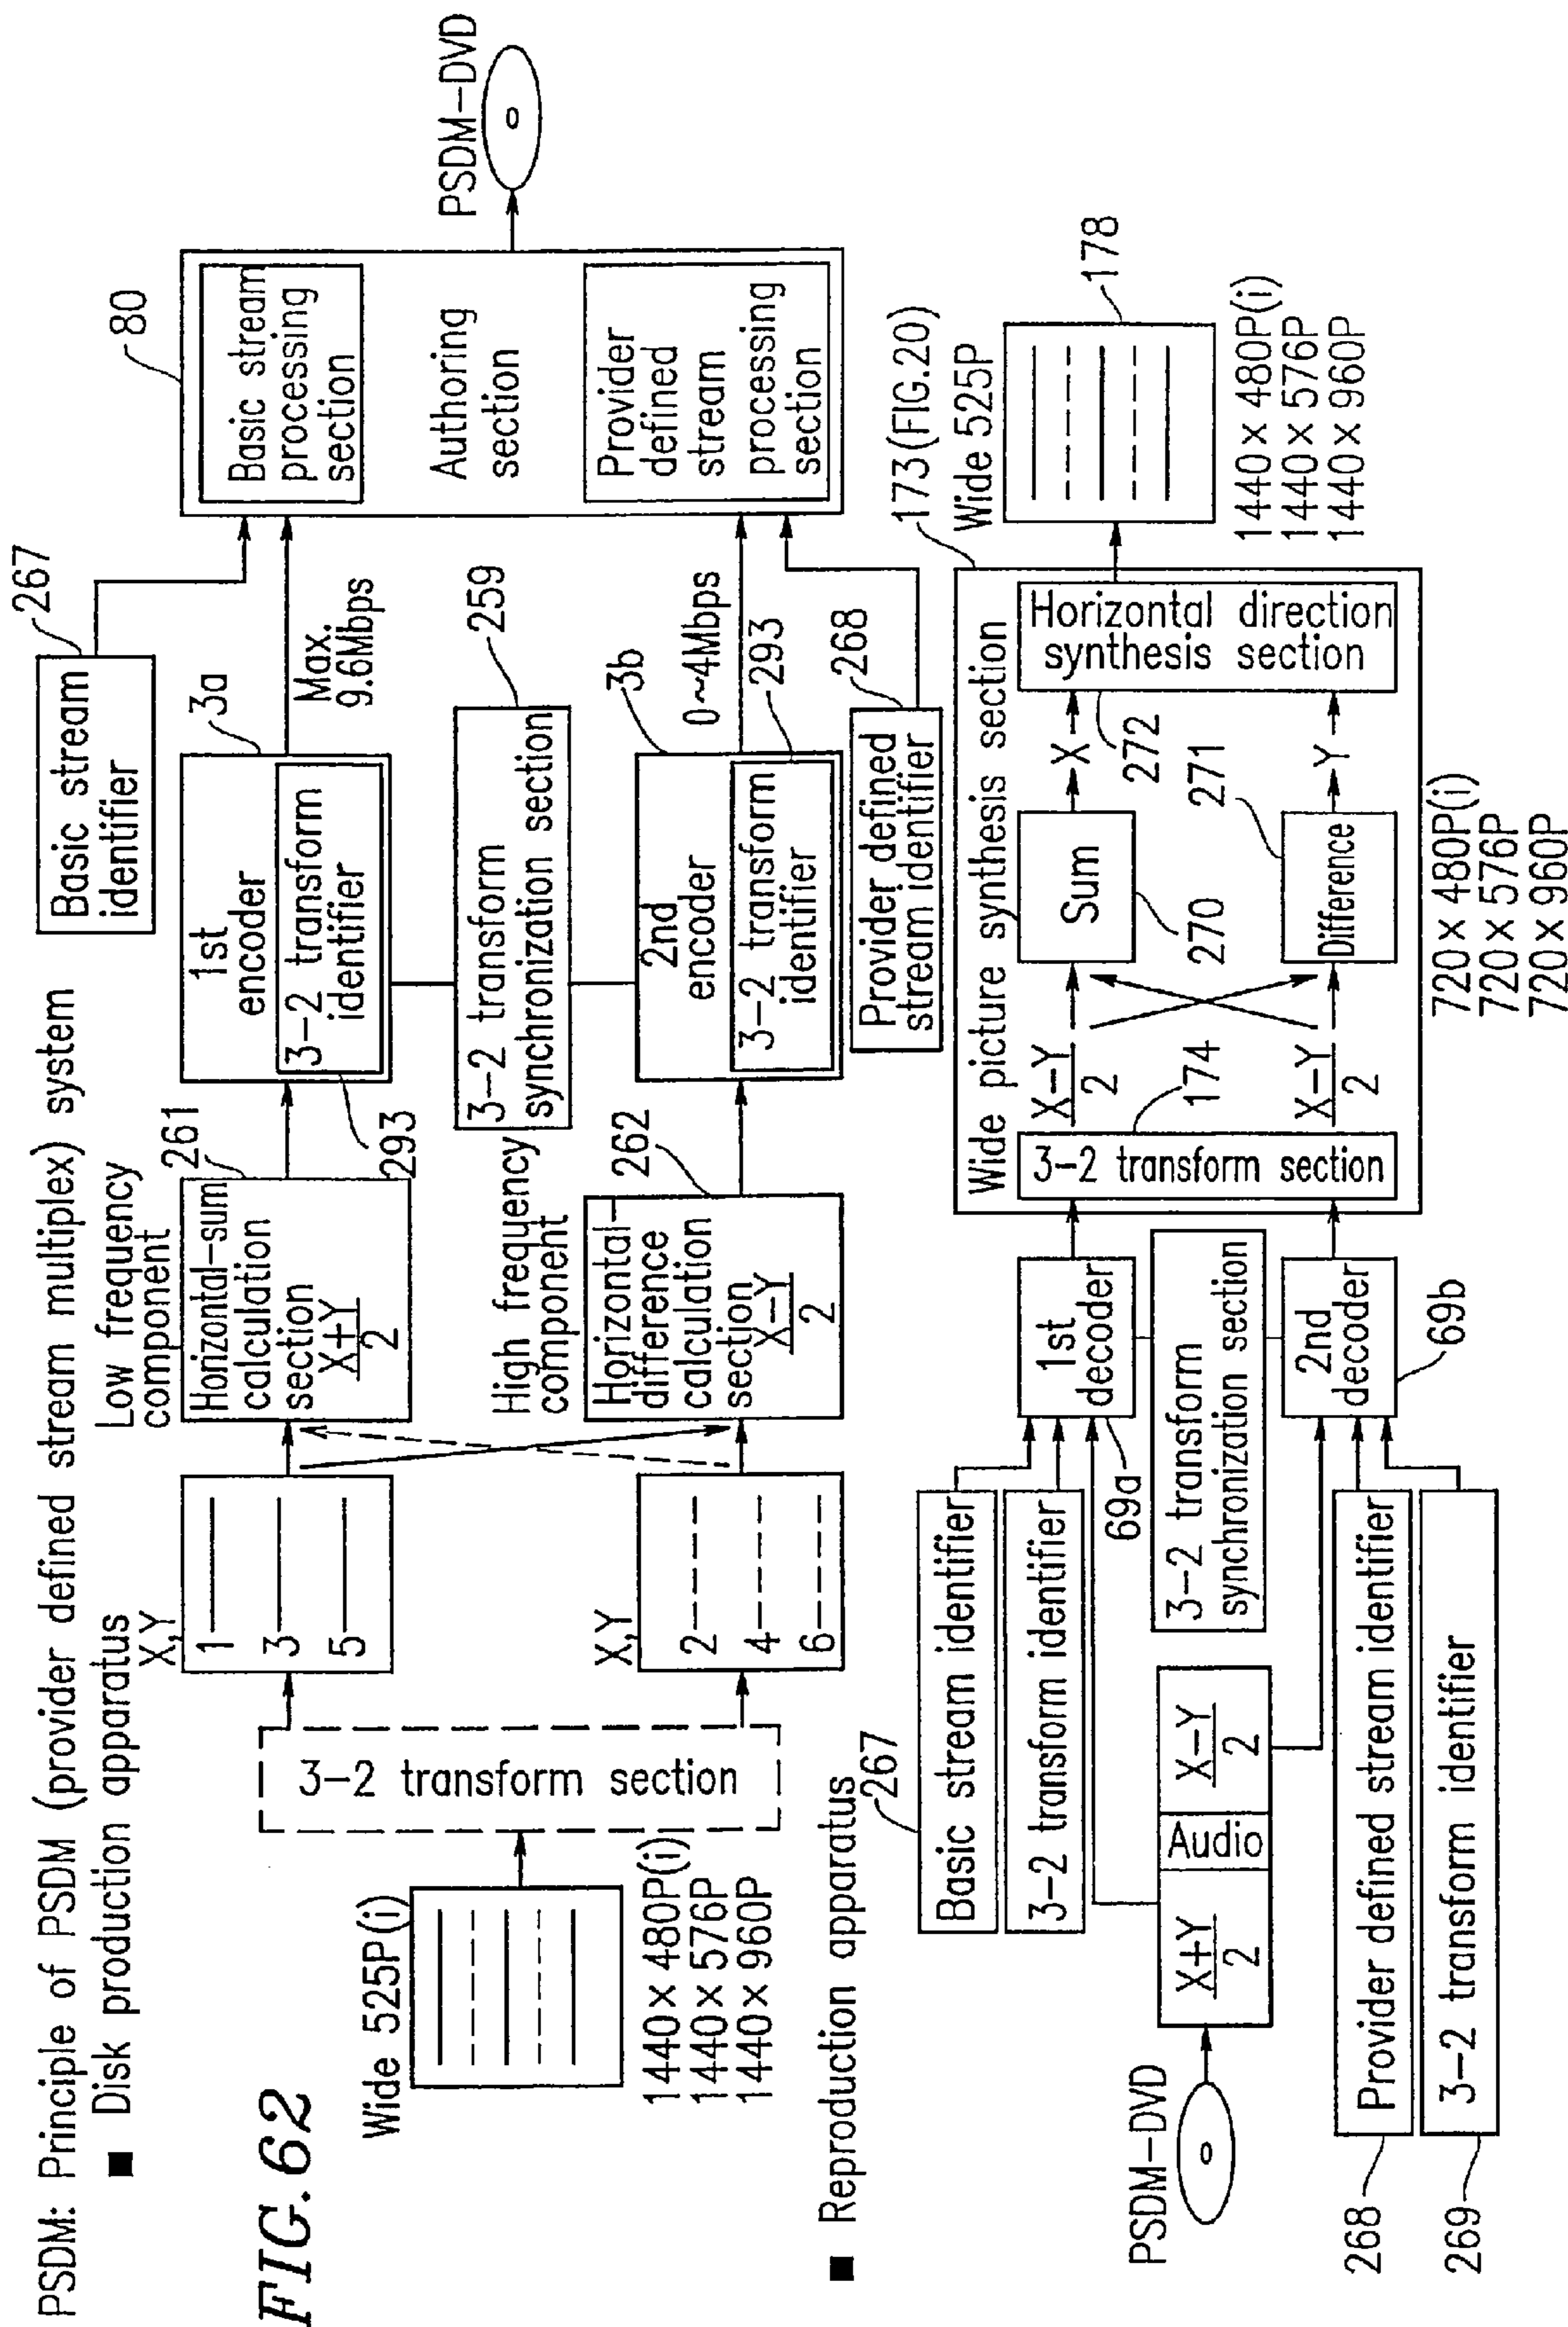 PSDM: Principle of PSDM (provider defined stream multiplex) system
■ Disk production apparatus
FIG.62
Wide 525P(i)
1440×480P(i)
1440×576P
1440×960P
3-2 transform section
X,Y
1
3
5
X,Y
2
4
6
Low frequency
component
261
Horizontal-sum
calculation
section
X+Y
2
High frequency
component
262
Horizontal-
difference
calculation
section
X-Y
2
293
Basic stream
identifier
267
3a
1st
encoder
3-2 transform
identifier
Max.
9.6Mbps
3-2 transform
synchronization section
259
3b
2nd
encoder
3-2 transform
identifier
0~4Mbps
293
Provider defined
stream identifier
268
80
Basic stream
processing
section
Authoring
section
Provider
defined
stream
processing
section
PSDM-DVD
■ Reproduction apparatus
PSDM-DVD
X+Y
2
Audio
X-Y
2
267
Basic stream identifier
3-2 transform identifier
Provider defined stream identifier
268
3-2 transform identifier
269
69a
1st
decoder
3-2 transform
synchronization section
2nd
decoder
69b
Wide picture synthesis section
173(FIG.20)
3-2 transform section
174
X-Y
2
X-Y
2
Sum
270
Difference
271
X
Y
272
Horizontal direction
synthesis section
720×480P(i)
720×576P
720×960P
Wide 525P
178
1440×480P(i)
1440×576P
1440×960P